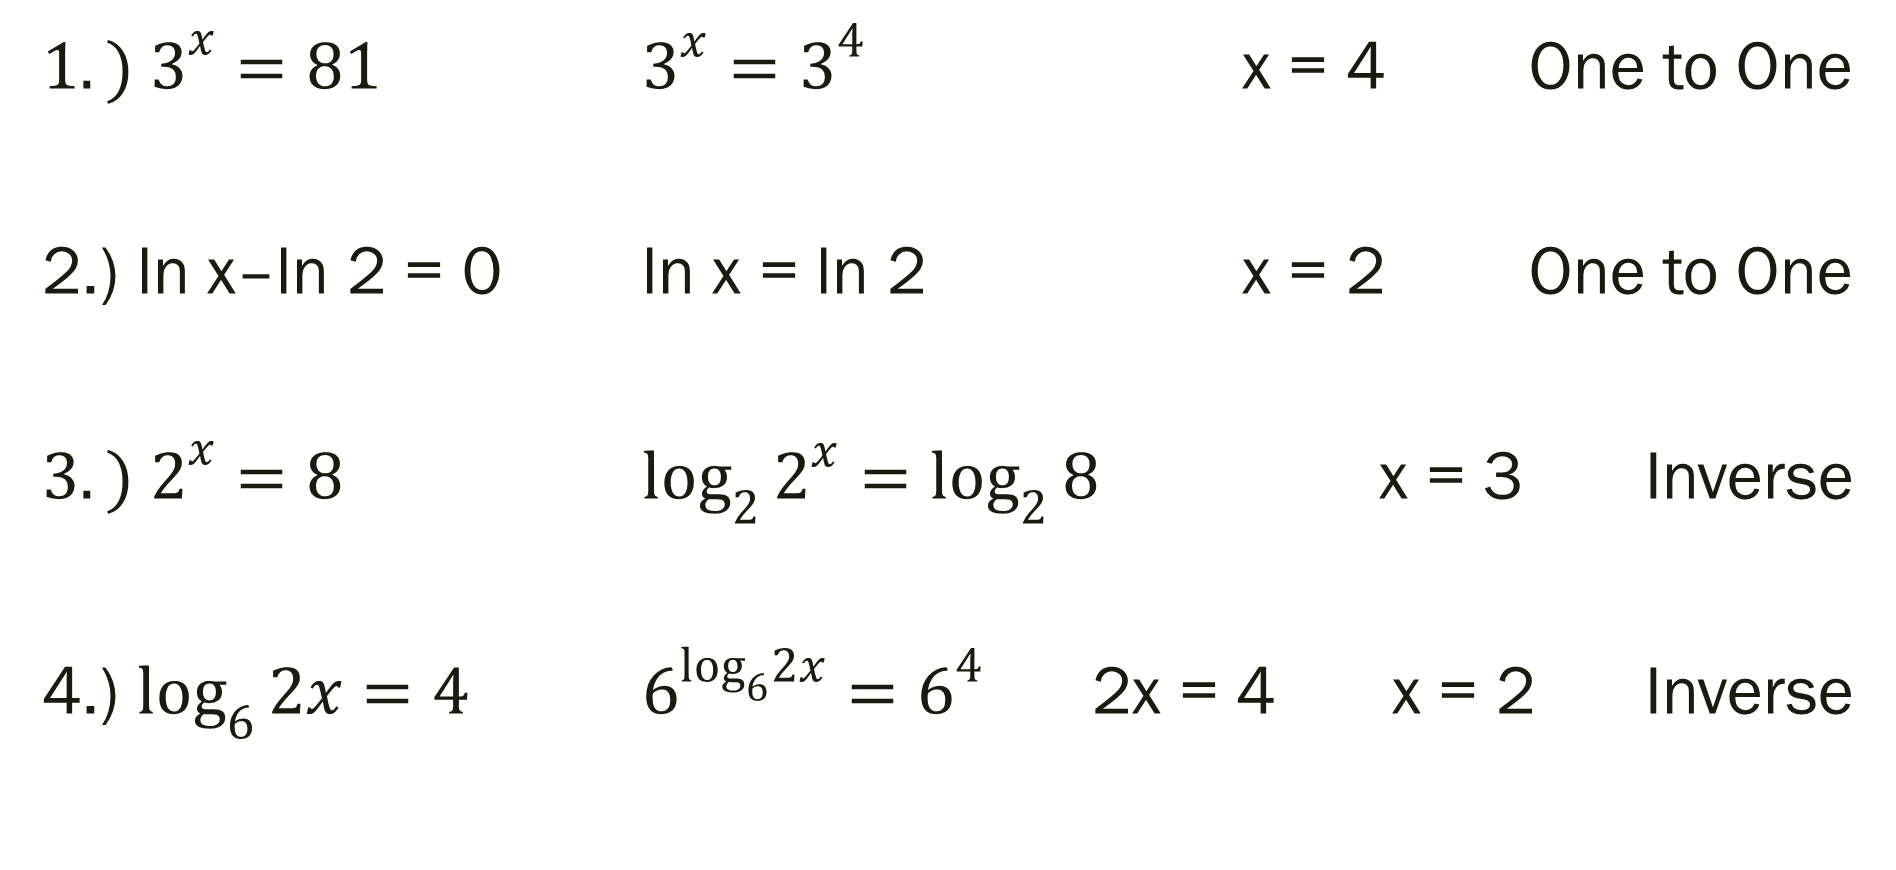 1.) 3^x = 81 3^x = 3^4 x = 4 One to One
2.) ln x–ln 2 = 0 ln x = ln 2 x = 2 One to One
3.) 2^x = 8 log_2 2^x = log_2 8 x = 3 Inverse
4.) log_6 2x = 4 6^{log_6 2x} = 6^4 2x = 4 x = 2 Inverse